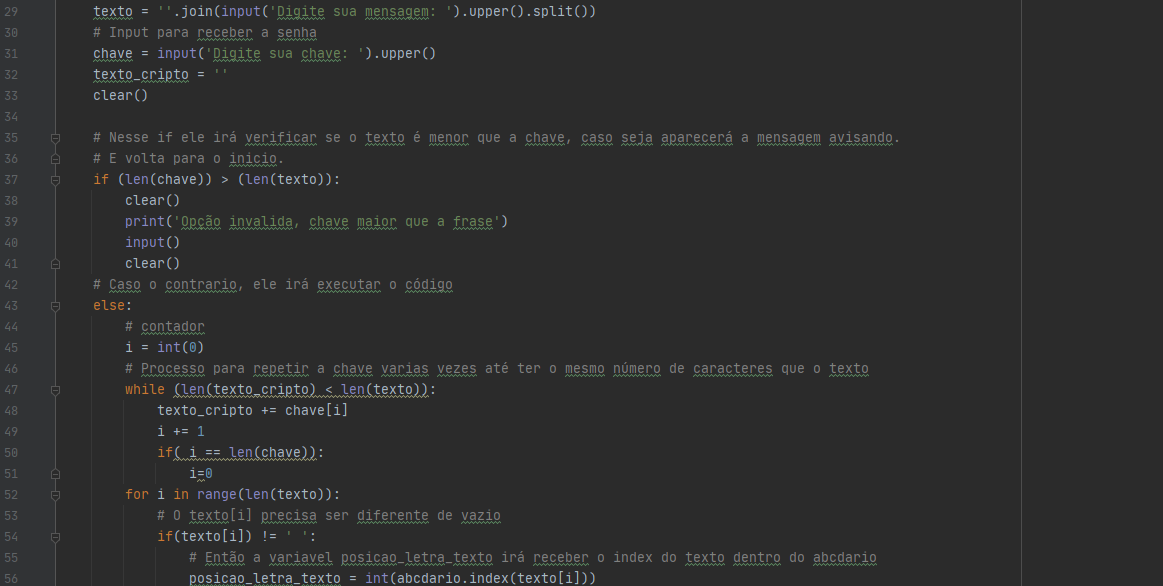 29 texto = ''.join(input('Digite sua mensagem: ').upper().split())
30 # Input para receber a senha
31 chave = input('Digite sua chave: ').upper()
32 texto_cripto = ''
33 clear()
34
35 # Nesse if ele irá verificar se o texto é menor que a chave, caso seja aparecerá a mensagem avisando.
36 # E volta para o inicio.
37 if (len(chave)) > (len(texto)):
38 clear()
39 print('Opção invalida, chave maior que a frase')
40 input()
41 clear()
42 # Caso o contrario, ele irá executar o código
43 else:
44 # contador
45 i = int(0)
46 # Processo para repetir a chave varias vezes até ter o mesmo número de caracteres que o texto
47 while (len(texto_cripto) < len(texto)):
48 texto_cripto += chave[i]
49 i += 1
50 if( i == len(chave)):
51 i=0
52 for i in range(len(texto)):
53 # O texto[i] precisa ser diferente de vazio
54 if(texto[i]) != ' ':
55 # Então a variavel posicao_letra_texto irá receber o index do texto dentro do abcdario
56 posicao_letra_texto = int(abcdario.index(texto[i]))